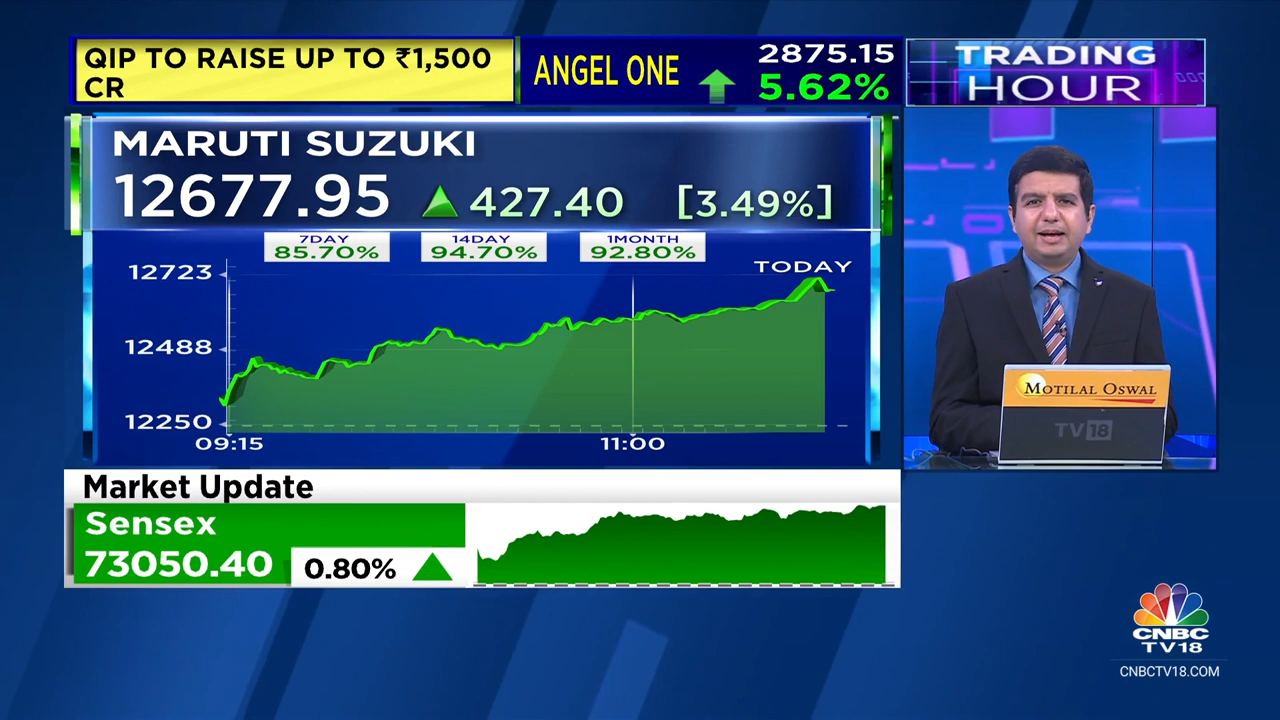 QIP TO RAISE UP TO ₹1,500
CR
ANGEL ONE
2875.15
5.62%
TRADING
HOUR
MARUTI SUZUKI
12677.95
427.40
[3.49%]
7DAY
85.70%
14DAY
94.70%
1MONTH
92.80%
TODAY
12723
12488
12250
09:15
11:00
MOTILAL OSWAL
TV18
Market Update
Sensex
73050.40
0.80%
CNBC
TV18
CNBCTV18.COM